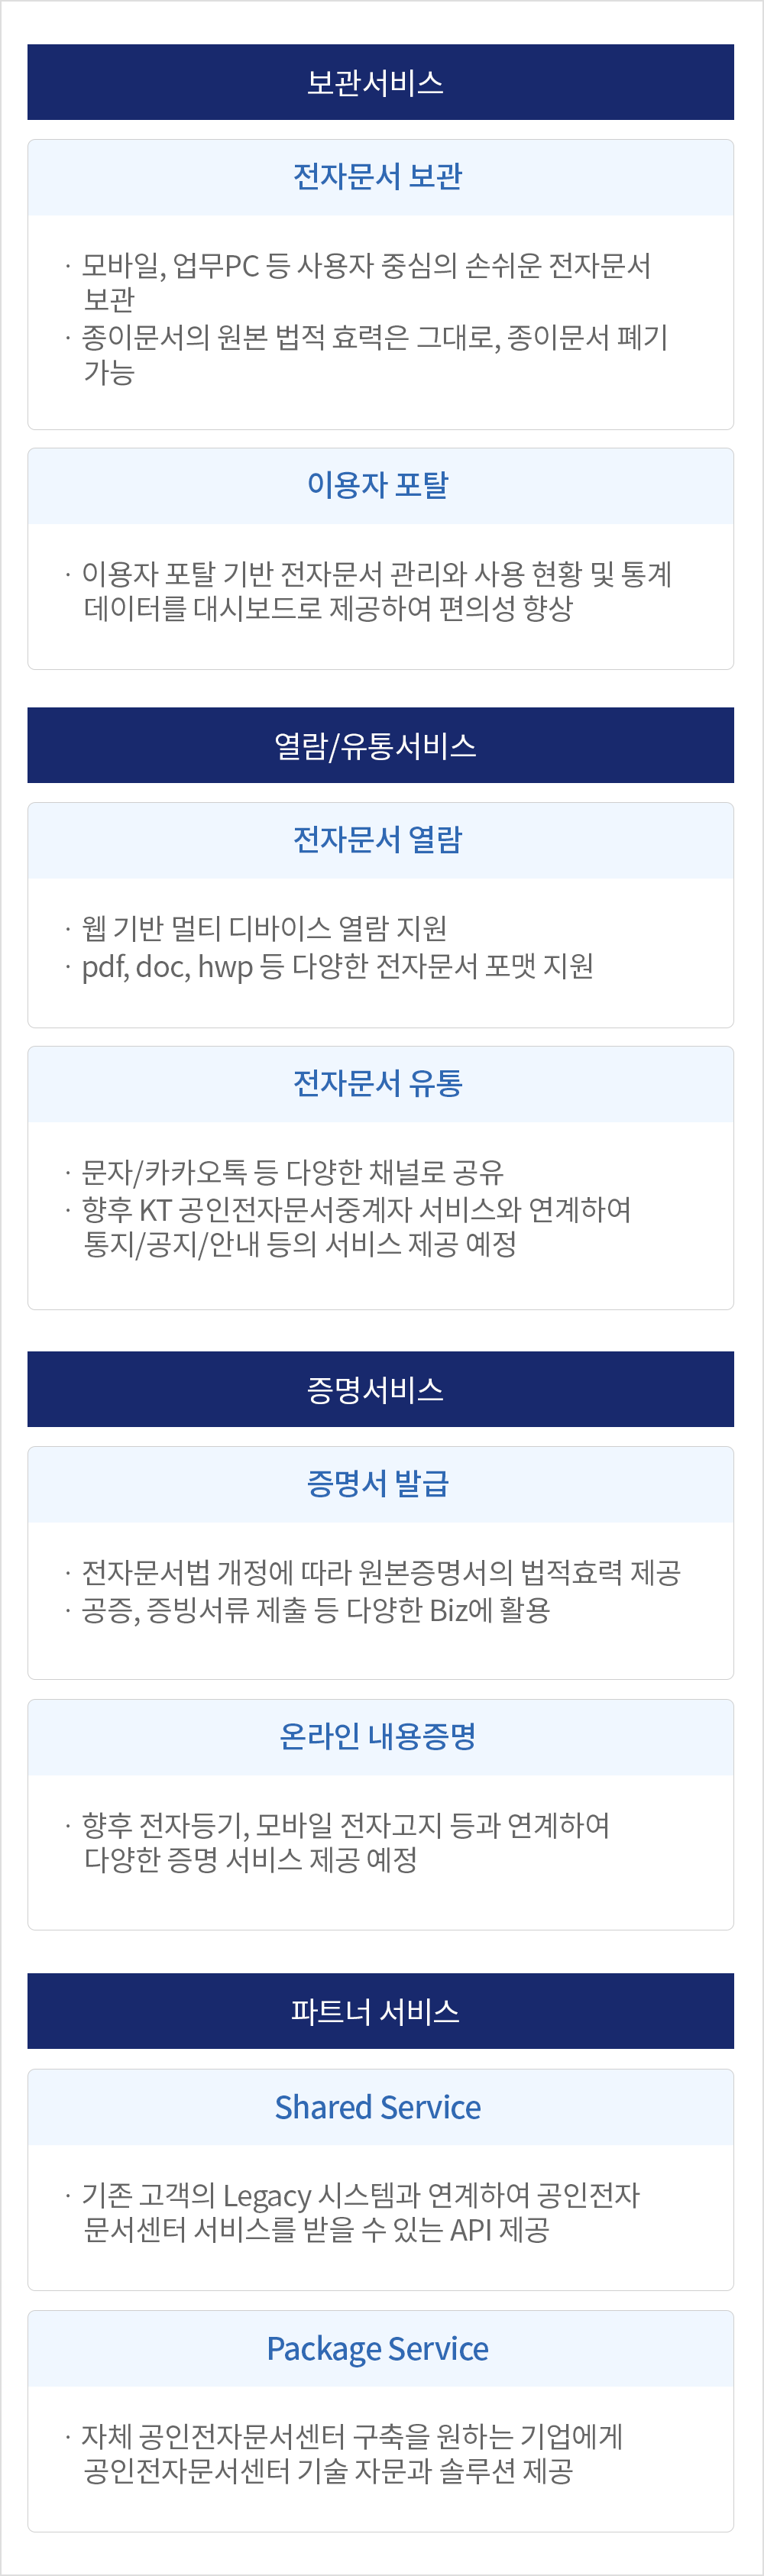 보관서비스
전자문서 보관
· 모바일, 업무PC 등 사용자 중심의 손쉬운 전자문서
보관
· 종이문서의 원본 법적 효력은 그대로, 종이문서 폐기
가능
이용자 포탈
· 이용자 포탈 기반 전자문서 관리와 사용 현황 및 통계
데이터를 대시보드로 제공하여 편의성 향상
열람/유통서비스
전자문서 열람
· 웹 기반 멀티 디바이스 열람 지원
· pdf, doc, hwp 등 다양한 전자문서 포맷 지원
전자문서 유통
· 문자/카카오톡 등 다양한 채널로 공유
· 향후 KT 공인전자문서중계자 서비스와 연계하여
통지/공지/안내 등의 서비스 제공 예정
증명서비스
증명서 발급
· 전자문서법 개정에 따라 원본증명서의 법적효력 제공
· 공증, 증빙서류 제출 등 다양한 Biz에 활용
온라인 내용증명
· 향후 전자등기, 모바일 전자고지 등과 연계하여
다양한 증명 서비스 제공 예정
파트너 서비스
Shared Service
· 기존 고객의 Legacy 시스템과 연계하여 공인전자
문서센터 서비스를 받을 수 있는 API 제공
Package Service
· 자체 공인전자문서센터 구축을 원하는 기업에게
공인전자문서센터 기술 자문과 솔루션 제공